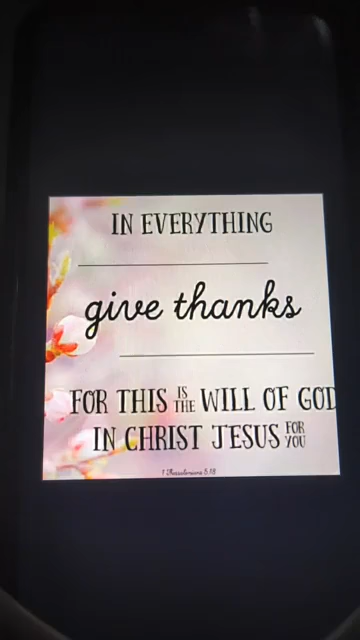 IN EVERYTHING
give thanks
FOR THIS IS THE WILL OF GOD
IN CHRIST JESUS FOR YOU
1 Thessalonians 5:18